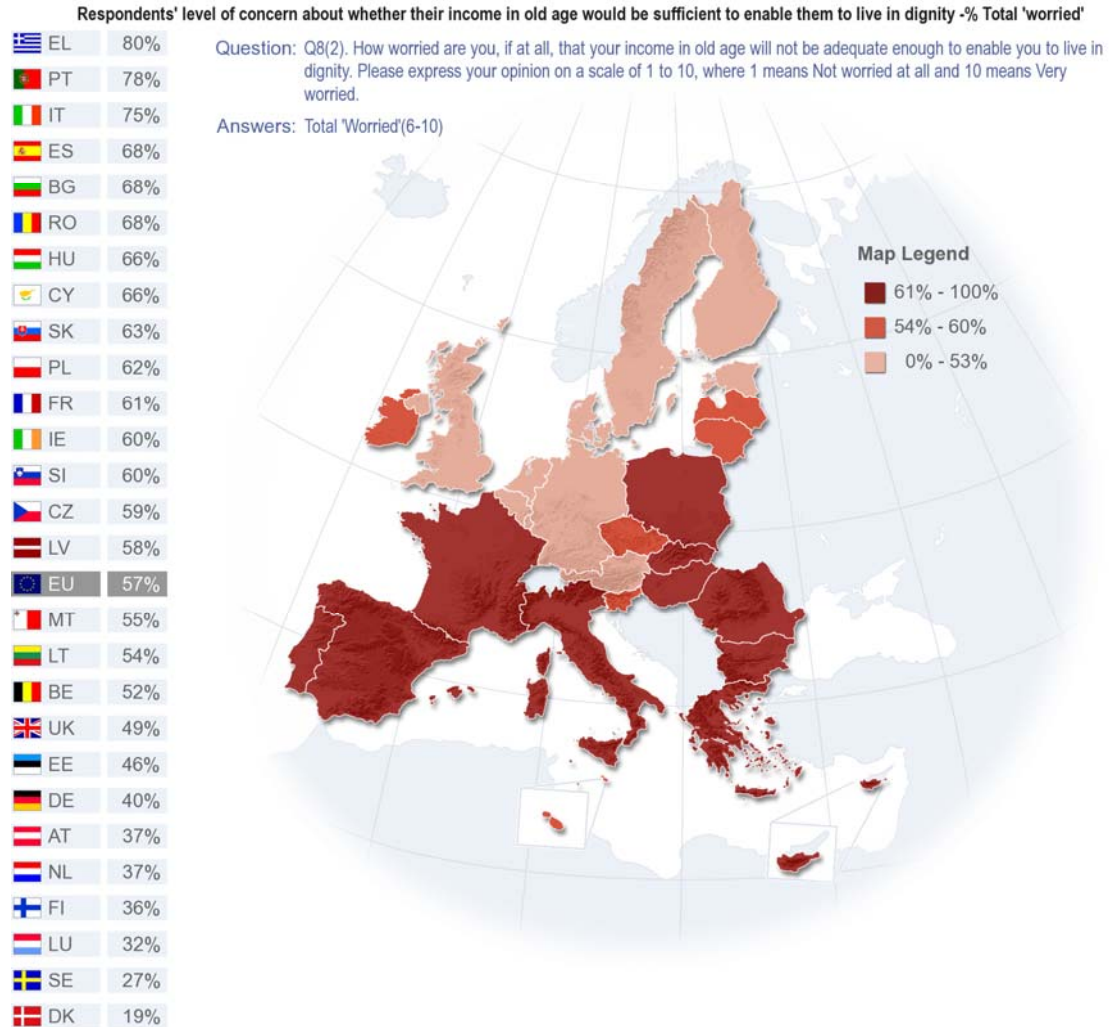 Respondents' level of concern about whether their income in old age would be sufficient to enable them to live in dignity -% Total 'worried'
Question: Q8(2). How worried are you, if at all, that your income in old age will not be adequate enough to enable you to live in
dignity. Please express your opinion on a scale of 1 to 10, where 1 means Not worried at all and 10 means Very
worried.
Answers: Total 'Worried'(6-10)
EL 80%
PT 78%
IT 75%
ES 68%
BG 68%
RO 68%
HU 66%
CY 66%
SK 63%
PL 62%
FR 61%
IE 60%
SI 60%
CZ 59%
LV 58%
EU 57%
MT 55%
LT 54%
BE 52%
UK 49%
EE 46%
DE 40%
AT 37%
NL 37%
FI 36%
LU 32%
SE 27%
DK 19%
Map Legend
61% - 100%
54% - 60%
0% - 53%